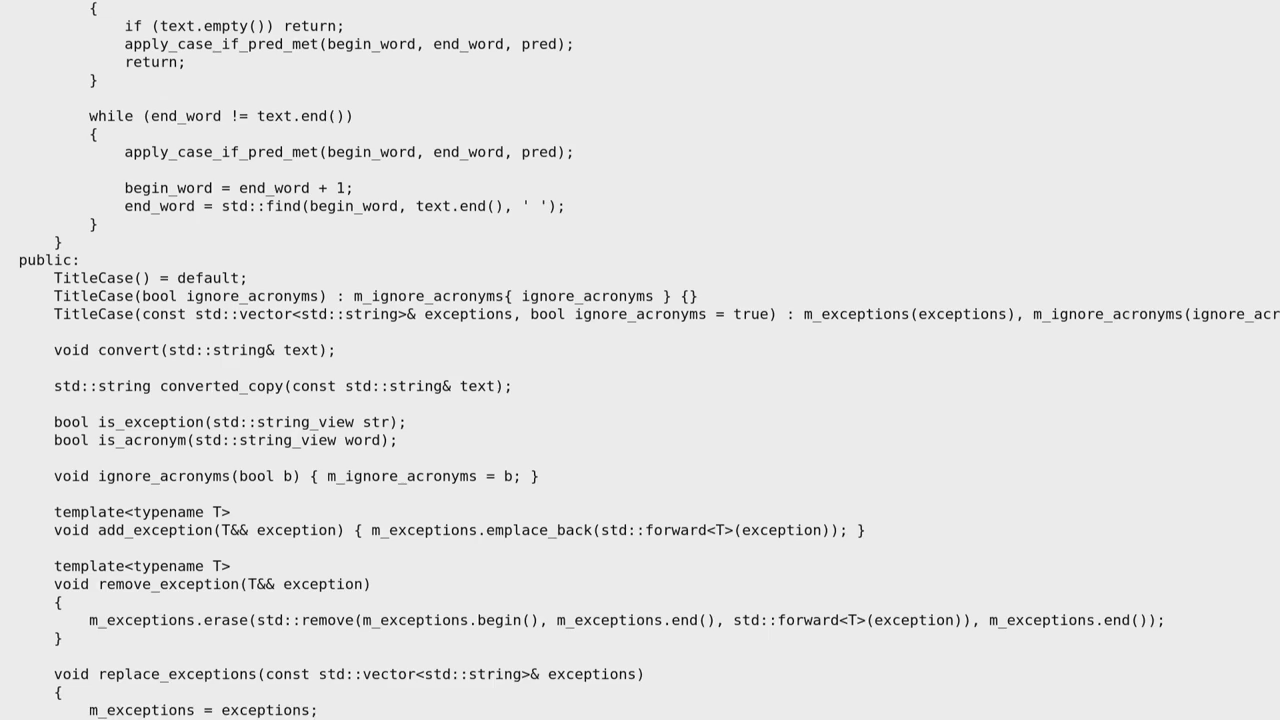 {
if (text.empty()) return;
apply_case_if_pred_met(begin_word, end_word, pred);
return;
}
while (end_word != text.end())
{
apply_case_if_pred_met(begin_word, end_word, pred);
begin_word = end_word + 1;
end_word = std::find(begin_word, text.end(), ' ');
}
}
public:
TitleCase() = default;
TitleCase(bool ignore_acronyms) : m_ignore_acronyms{ ignore_acronyms } {}
TitleCase(const std::vector<std::string>& exceptions, bool ignore_acronyms = true) : m_exceptions(exceptions), m_ignore_acronyms(ignore_acr
void convert(std::string& text);
std::string converted_copy(const std::string& text);
bool is_exception(std::string_view str);
bool is_acronym(std::string_view word);
void ignore_acronyms(bool b) { m_ignore_acronyms = b; }
template<typename T>
void add_exception(T&& exception) { m_exceptions.emplace_back(std::forward<T>(exception)); }
template<typename T>
void remove_exception(T&& exception)
{
m_exceptions.erase(std::remove(m_exceptions.begin(), m_exceptions.end(), std::forward<T>(exception)), m_exceptions.end());
}
void replace_exceptions(const std::vector<std::string>& exceptions)
{
m_exceptions = exceptions;